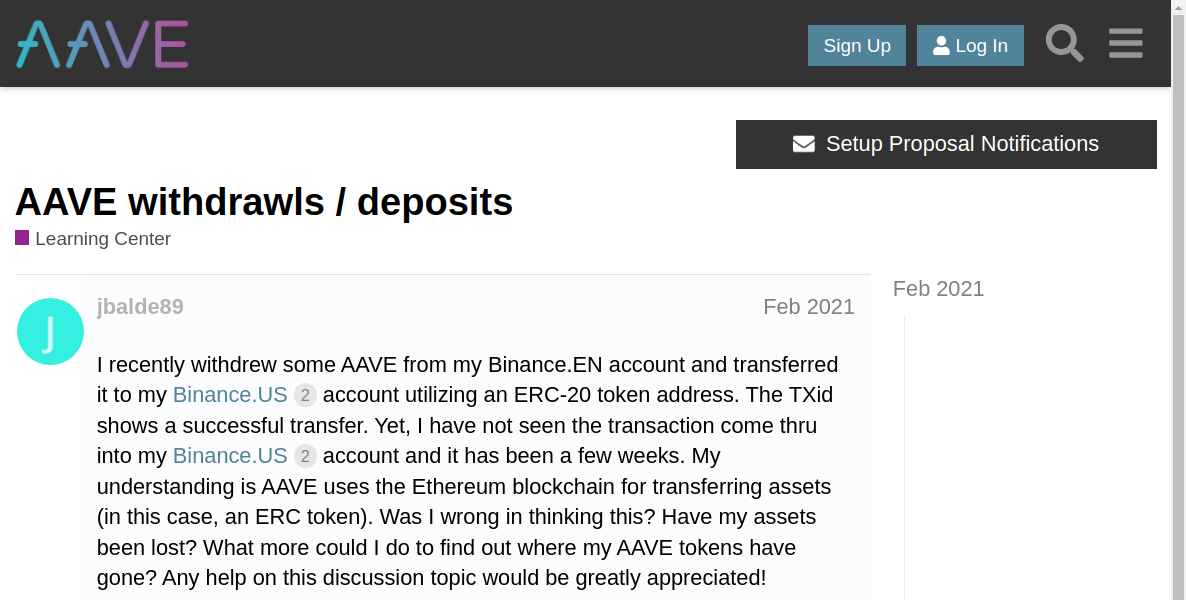 AAVE
Sign Up
Log In
Setup Proposal Notifications
AAVE withdrawls / deposits
Learning Center
jbalde89
Feb 2021
Feb 2021
J
I recently withdrew some AAVE from my Binance.EN account and transferred
it to my Binance.US 2 account utilizing an ERC-20 token address. The TXid
shows a successful transfer. Yet, I have not seen the transaction come thru
into my Binance.US 2 account and it has been a few weeks. My
understanding is AAVE uses the Ethereum blockchain for transferring assets
(in this case, an ERC token). Was I wrong in thinking this? Have my assets
been lost? What more could I do to find out where my AAVE tokens have
gone? Any help on this discussion topic would be greatly appreciated!